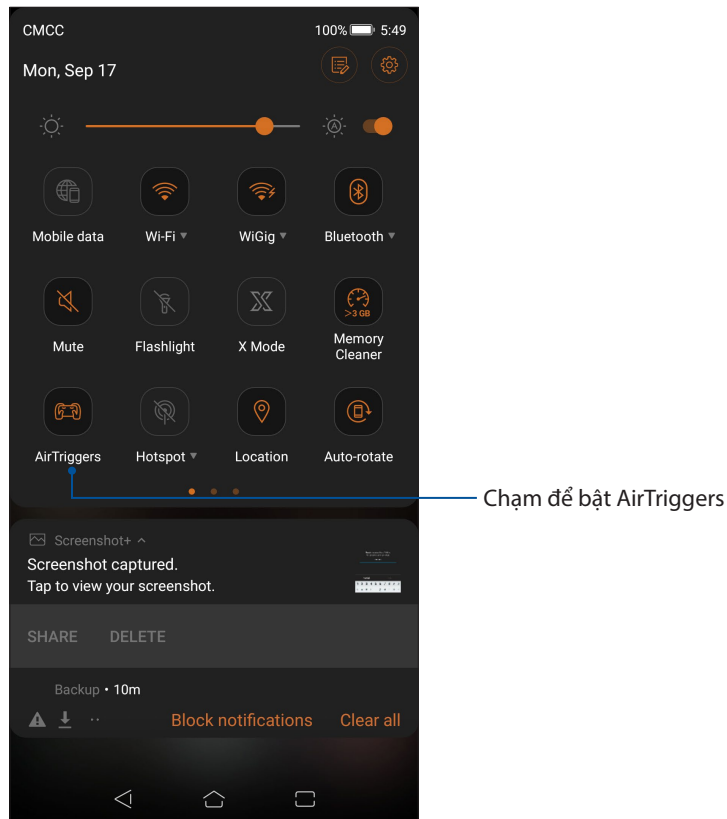 CMCC 100% 5:49
Mon, Sep 17
Mobile data Wi-Fi WiGig Bluetooth
>3 GB
Mute Flashlight X Mode Memory Cleaner
AirTriggers Hotspot Location Auto-rotate
Chạm để bật AirTriggers
Screenshot+
Screenshot captured.
Tap to view your screenshot.
SHARE DELETE
Backup • 10m
Block notifications Clear all